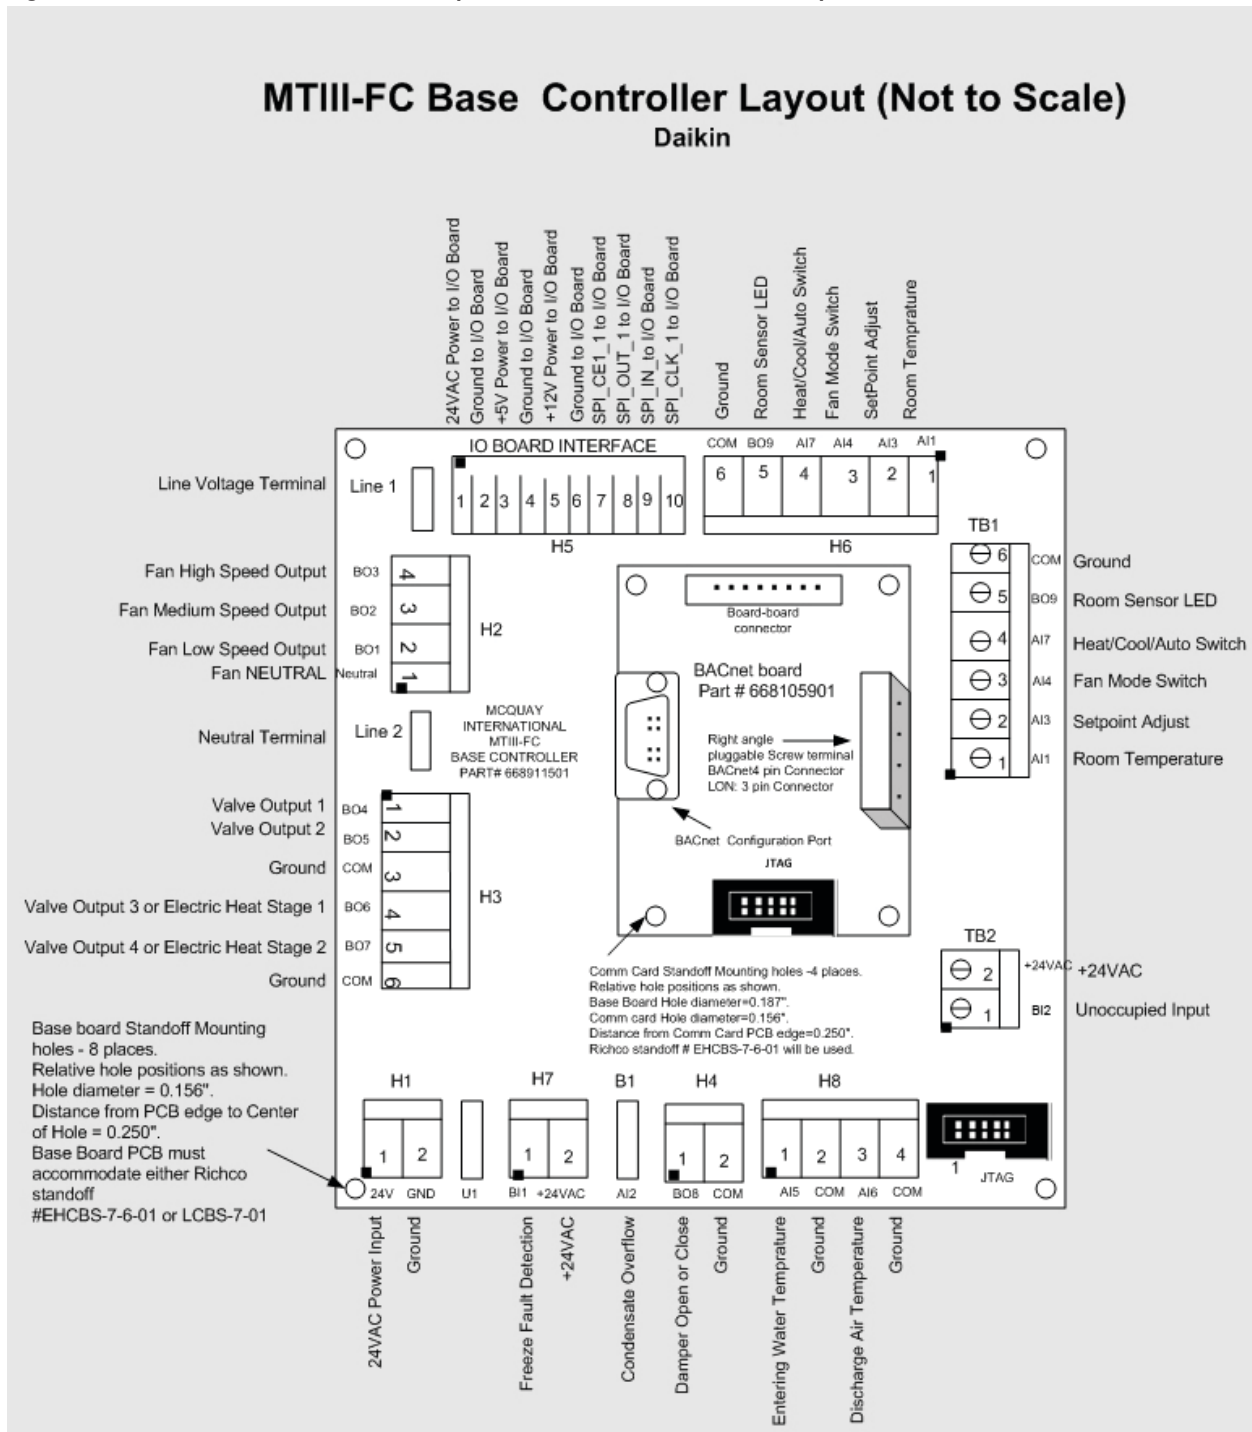 MTIII-FC Base Controller Layout (Not to Scale)
Daikin
24VAC Power to I/O Board
Ground to I/O Board
+5V Power to I/O Board
Ground to I/O Board
+12V Power to I/O Board
Ground to I/O Board
SPI_CE1_1 to I/O Board
SPI_OUT_1 to I/O Board
SPI_IN_to I/O Board
SPI_CLK_1 to I/O Board
Ground
Room Sensor LED
Heat/Cool/Auto Switch
Fan Mode Switch
SetPoint Adjust
Room Temprature
IO BOARD INTERFACE
1 2 3 4 5 6 7 8 9 10
H5
COM BO9 AI7 AI4 AI3 AI1
6 5 4 3 2 1
H6
Line Voltage Terminal
Line 1
Fan High Speed Output
BO3
4
Fan Medium Speed Output
BO2
3
Fan Low Speed Output
BO1
2
Fan NEUTRAL
Neutral
1
H2
Neutral Terminal
Line 2
MCQUAY
INTERNATIONAL
MTIII-FC
BASE CONTROLLER
PART# 668911501
Valve Output 1
BO4
1
Valve Output 2
BO5
2
Ground
COM
3
Valve Output 3 or Electric Heat Stage 1
BO6
4
Valve Output 4 or Electric Heat Stage 2
BO7
5
Ground
COM
6
H3
Board-board
connector
BACnet board
Part # 668105901
Right angle
pluggable Screw terminal
BACnet4 pin Connector
LON: 3 pin Connector
BACnet Configuration Port
JTAG
TB1
6 COM Ground
5 BO9 Room Sensor LED
4 AI7 Heat/Cool/Auto Switch
3 AI4 Fan Mode Switch
2 AI3 Setpoint Adjust
1 AI1 Room Temperature
TB2
2 +24VAC +24VAC
1 BI2 Unoccupied Input
Comm Card Standoff Mounting holes -4 places.
Relative hole positions as shown.
Base Board Hole diameter=0.187".
Comm card Hole diameter=0.156".
Distance from Comm Card PCB edge=0.250".
Richco standoff # EHCBS-7-6-01 will be used.
Base board Standoff Mounting
holes - 8 places.
Relative hole positions as shown.
Hole diameter = 0.156".
Distance from PCB edge to Center
of Hole = 0.250".
Base Board PCB must
accommodate either Richco
standoff
#EHCBS-7-6-01 or LCBS-7-01
H1
1 2
24V GND
U1
H7
1 2
BI1 +24VAC
B1
AI2
H4
1 2
BO8 COM
H8
1 2 3 4
AI5 COM AI6 COM
1
JTAG
24VAC Power Input
Ground
Freeze Fault Detection
+24VAC
Condensate Overflow
Damper Open or Close
Ground
Entering Water Temprature
Ground
Discharge Air Temperature
Ground